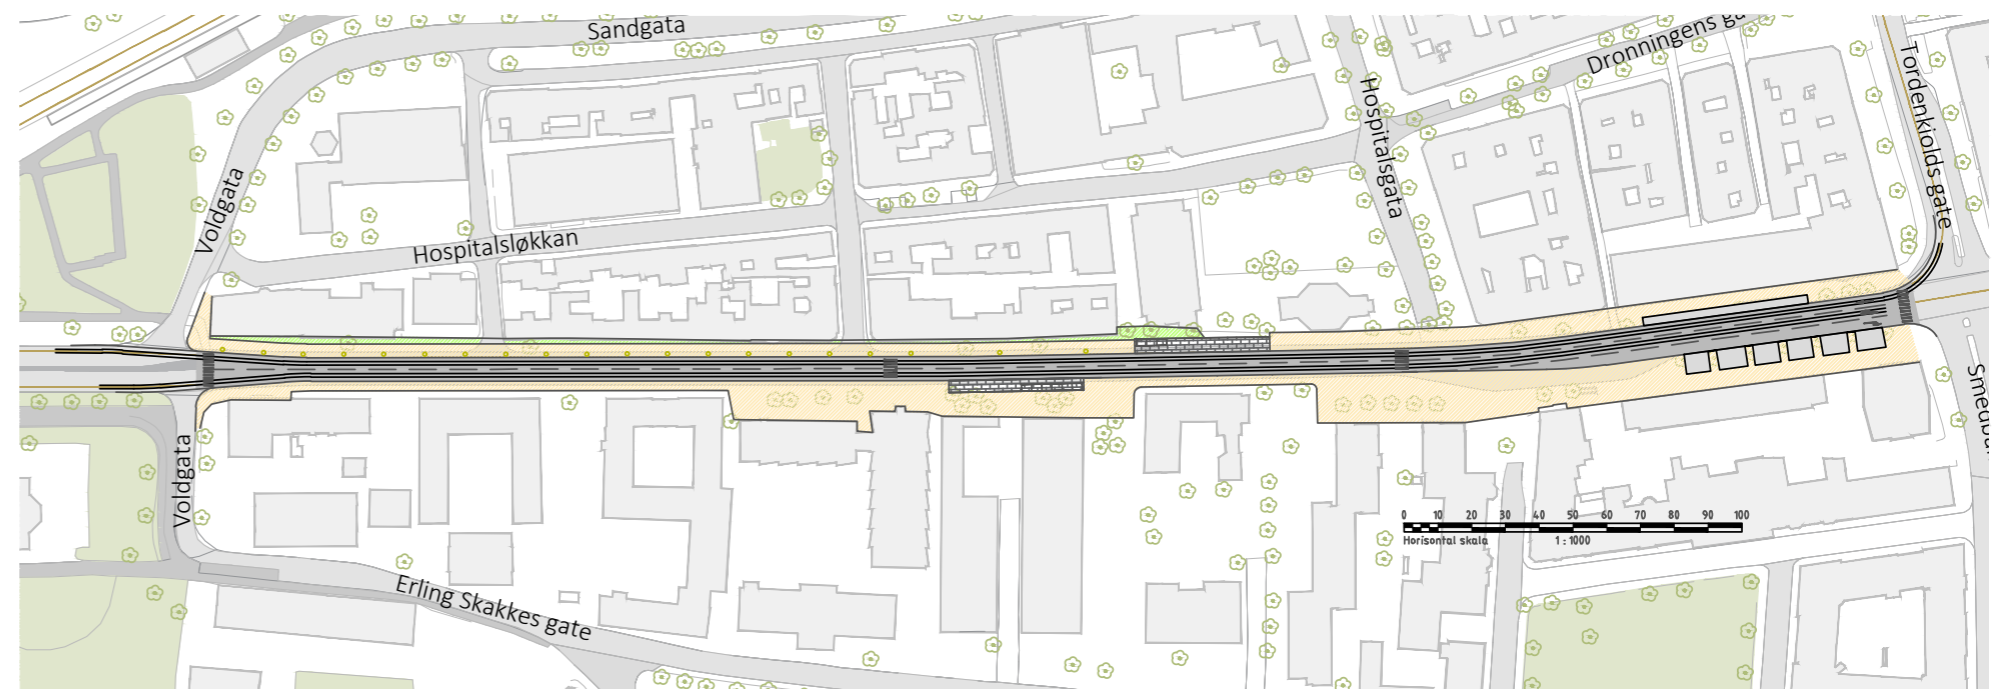 Sandgata
Dronningens ga
Tordenkiolds gate
Hospitalsgata
Voldgata
Hospitalsløkkan
Voldgata
0 10 20 30 40 50 60 70 80 90 100
Horisontal skala 1 : 1000
Erling Skakkes gate